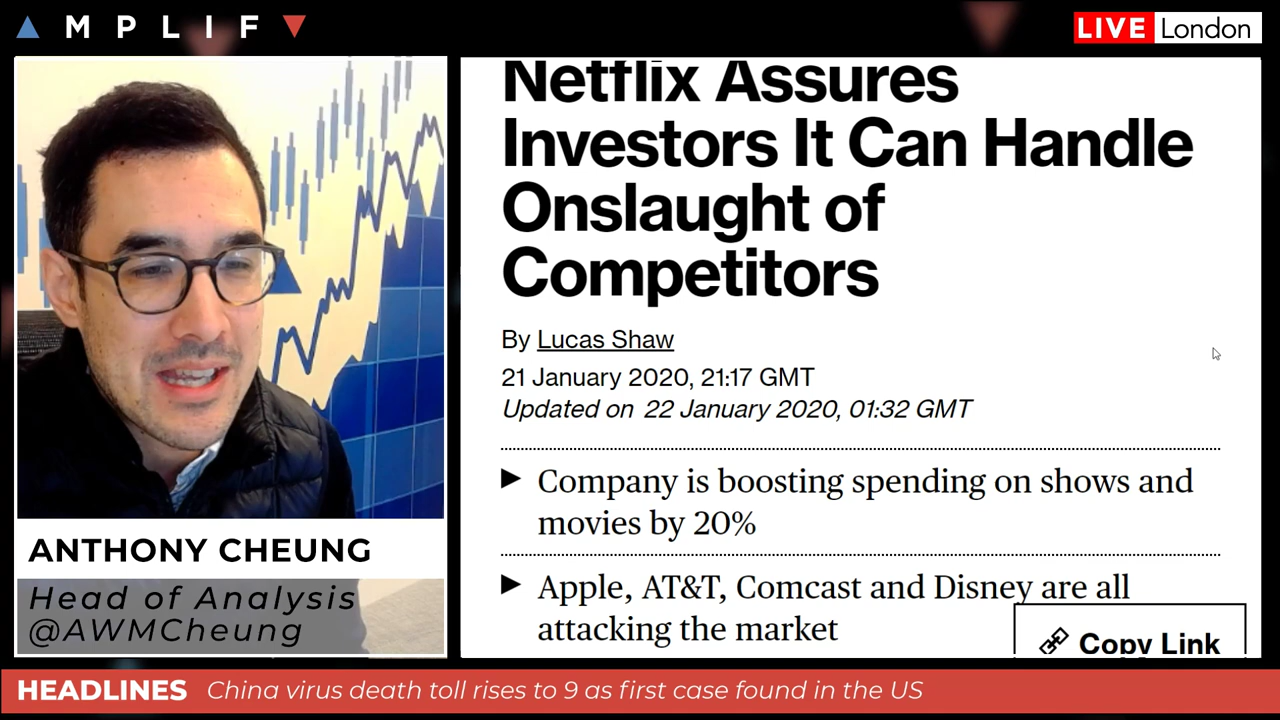 AMPLIFY
LIVE London
Netflix Assures
Investors It Can Handle
Onslaught of
Competitors
By Lucas Shaw
21 January 2020, 21:17 GMT
Updated on 22 January 2020, 01:32 GMT
Company is boosting spending on shows and
movies by 20%
Apple, AT&T, Comcast and Disney are all
attacking the market
Copy Link
ANTHONY CHEUNG
Head of Analysis
@AWMCheung
HEADLINES China virus death toll rises to 9 as first case found in the US